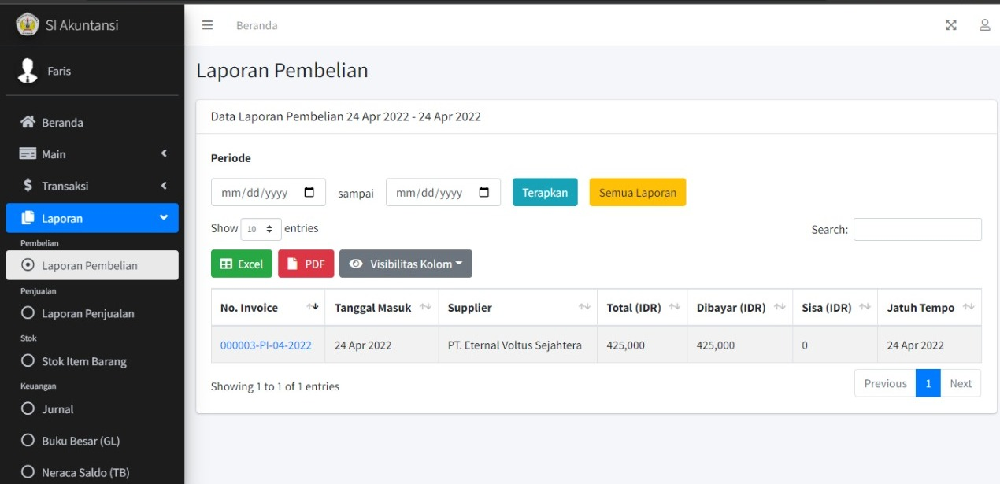 SI Akuntansi
Beranda
Faris
Beranda
Main
Transaksi
Laporan
Pembelian
Laporan Pembelian
Penjualan
Laporan Penjualan
Stok
Stok Item Barang
Keuangan
Jurnal
Buku Besar (GL)
Neraca Saldo (TB)
Laporan Pembelian
Data Laporan Pembelian 24 Apr 2022 - 24 Apr 2022
Periode
mm/dd/yyyy sampai mm/dd/yyyy Terapkan Semua Laporan
Show 10 entries Search:
Excel PDF Visibilitas Kolom
No. Invoice Tanggal Masuk Supplier Total (IDR) Dibayar (IDR) Sisa (IDR) Jatuh Tempo
000003-PI-04-2022 24 Apr 2022 PT. Eternal Voltus Sejahtera 425,000 425,000 0 24 Apr 2022
Showing 1 to 1 of 1 entries Previous 1 Next